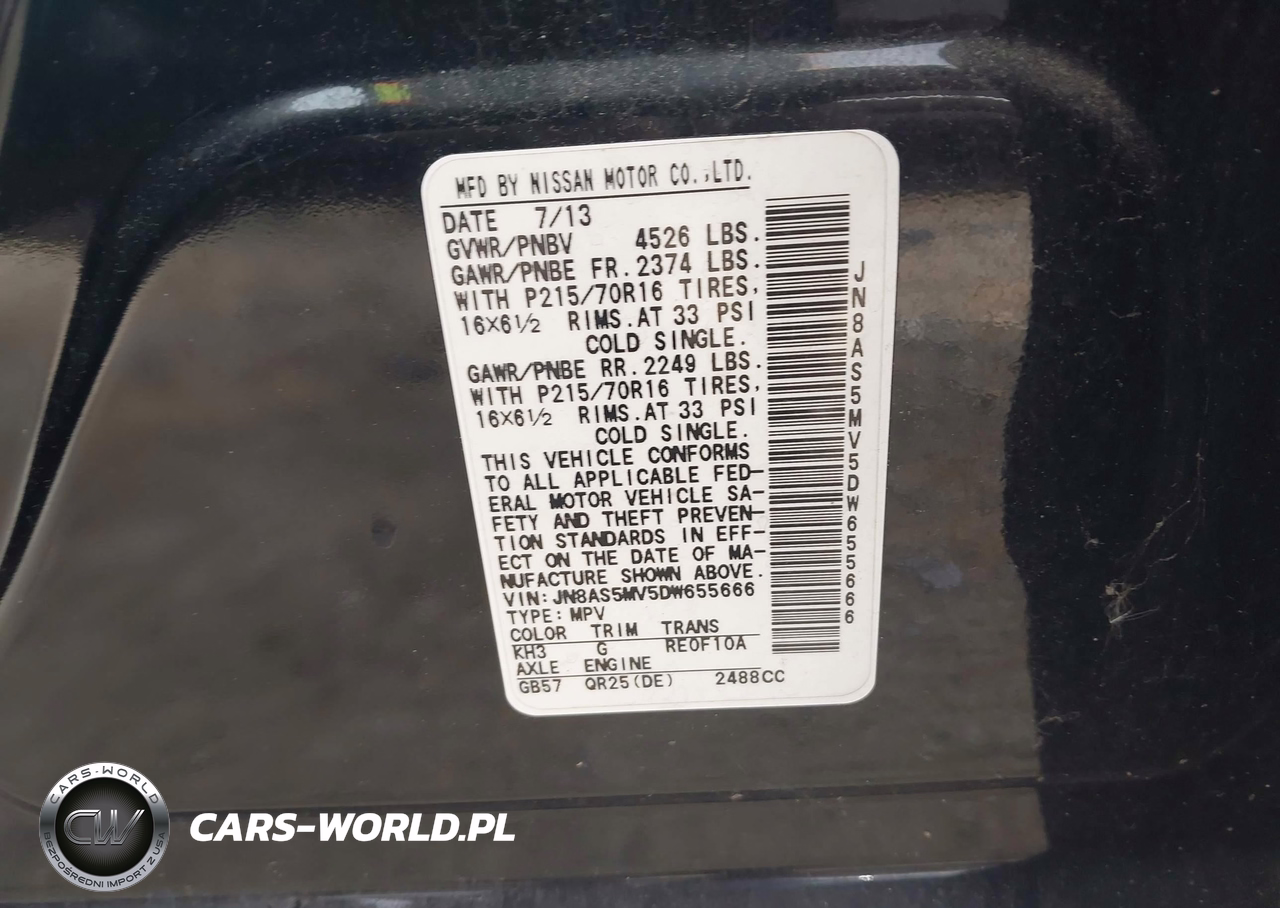 MFD BY NISSAN MOTOR CO.,LTD.
DATE 7/13
GVWR/PNBV 4526 LBS.
GAWR/PNBE FR.2374 LBS.
WITH P215/70R16 TIRES,
16X6½ RIMS.AT 33 PSI
COLD SINGLE.
GAWR/PNBE RR.2249 LBS.
WITH P215/70R16 TIRES,
16X6½ RIMS.AT 33 PSI
COLD SINGLE.
THIS VEHICLE CONFORMS
TO ALL APPLICABLE FED-
ERAL MOTOR VEHICLE SA-
FETY AND THEFT PREVEN-
TION STANDARDS IN EFF-
ECT ON THE DATE OF MA-
NUFACTURE SHOWN ABOVE.
VIN:JN8AS5MV5DW655666
TYPE:MPV
COLOR TRIM TRANS
KH3 G RE0F10A
AXLE ENGINE
GB57 QR25(DE) 2488CC
JN8AS5MV5DW655666
CARS-WORLD
CW
BEZPOŚREDNI IMPORT Z USA
CARS-WORLD.PL